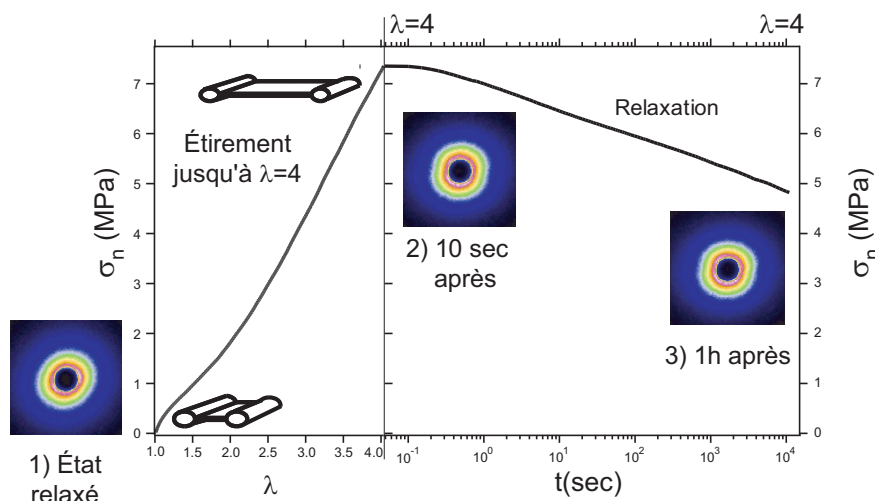 λ=4
λ=4
7
6
5
4
3
2
1
0
σn (MPa)
Étirement
jusqu'à λ=4
1.0
1.5
2.0
2.5
3.0
3.5
4.0
λ
1) État
relaxé
Relaxation
2) 10 sec
après
3) 1h après
10-1
100
101
102
103
104
t(sec)
7
6
5
4
3
2
1
0
σn (MPa)